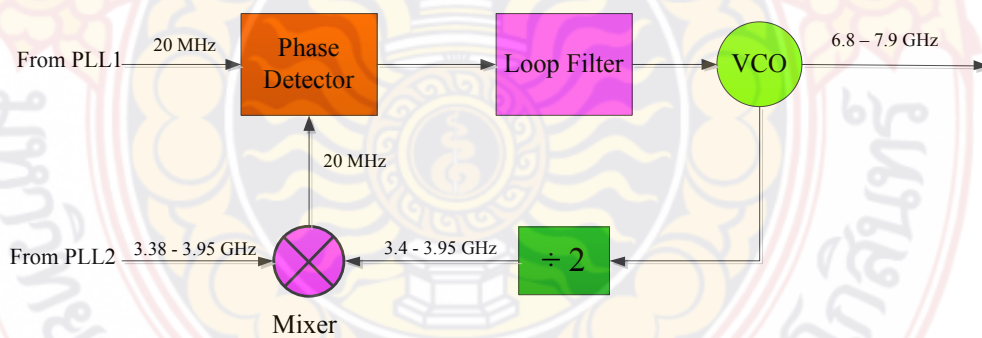 From PLL1
20 MHz
Phase
Detector
Loop Filter
VCO
6.8 – 7.9 GHz
20 MHz
From PLL2
3.38 - 3.95 GHz
3.4 - 3.95 GHz
÷ 2
Mixer